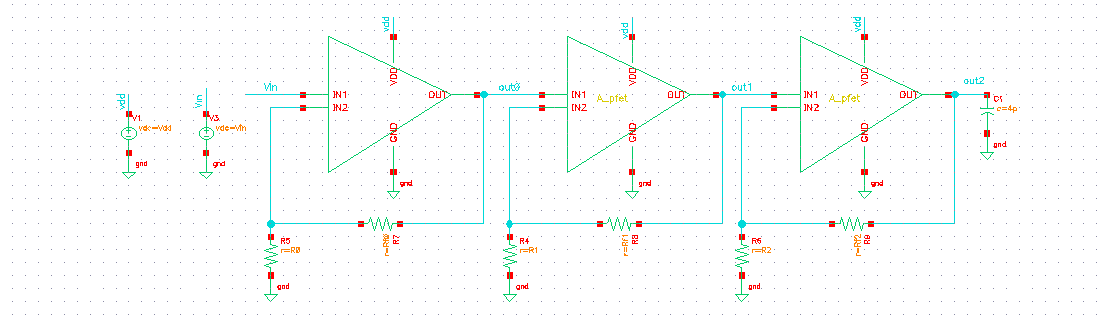 vdd
vdd
vdd
Vin
IN1
IN2
VDD
OUT
GND
gnd
out0
IN1
IN2
A_pfet
VDD
OUT
GND
gnd
out1
IN1
IN2
A_pfet
VDD
OUT
GND
gnd
out2
C1
c=4p
gnd
vdd
V1
vdc=Vdd
gnd
Vin
V3
vdc=Vin
gnd
R5
r=R0
gnd
R7
R4
r=R1
gnd
r=Rf1
R8
R6
r=R2
gnd
r=Rf2
R9